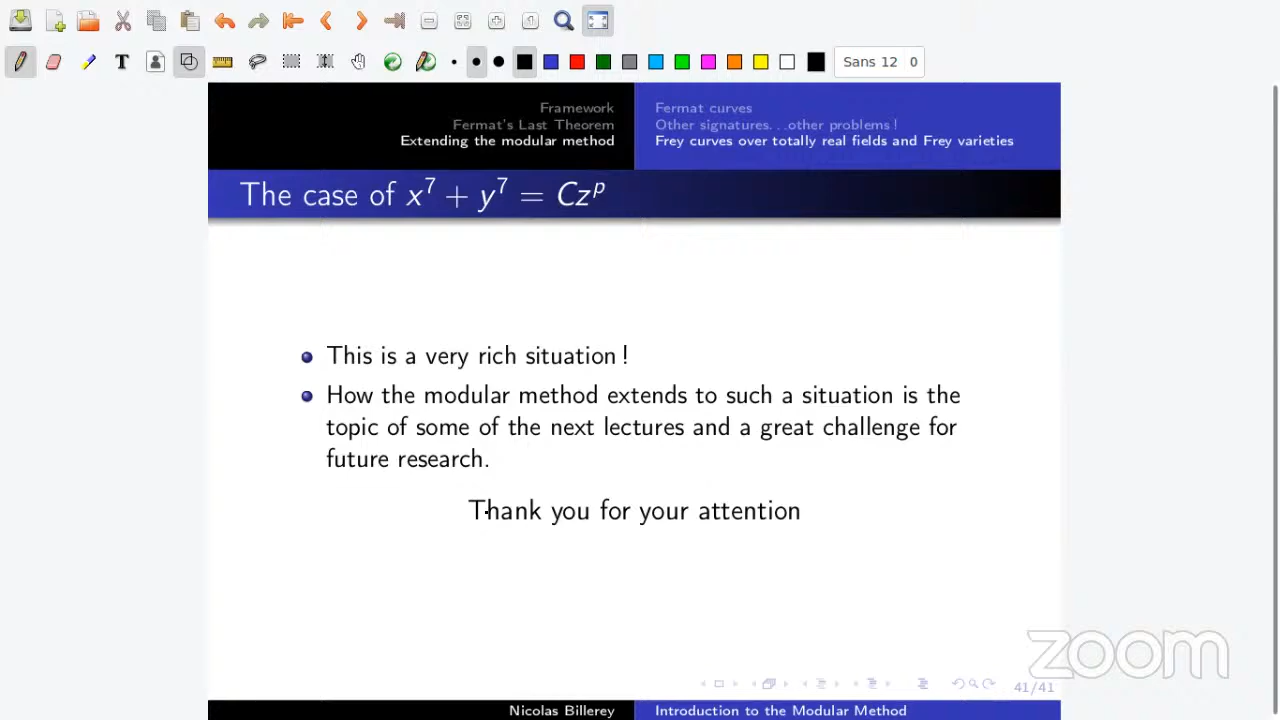 Sans 12 0
Framework
Fermat's Last Theorem
Extending the modular method
Fermat curves
Other signatures...other problems !
Frey curves over totally real fields and Frey varieties
The case of x⁷ + y⁷ = Czᵖ
This is a very rich situation !
How the modular method extends to such a situation is the
topic of some of the next lectures and a great challenge for
future research.
Thank you for your attention
zoom
41/41
Nicolas Billerey
Introduction to the Modular Method